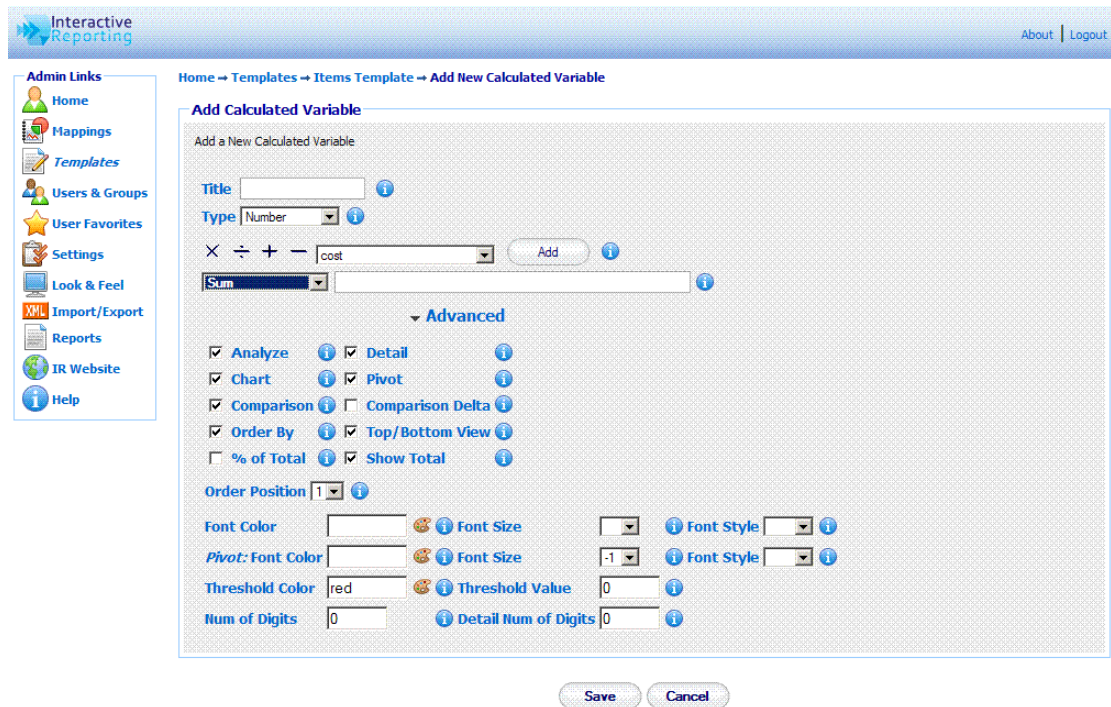 Interactive
Reporting
About | Logout
Admin Links
Home
Mappings
Templates
Users & Groups
User Favorites
Settings
Look & Feel
XML Import/Export
Reports
IR Website
Help
Home → Templates → Items Template → Add New Calculated Variable
Add Calculated Variable
Add a New Calculated Variable
Title
Type Number
× ÷ + − cost Add
Sum
Advanced
Analyze Detail
Chart Pivot
Comparison Comparison Delta
Order By Top/Bottom View
% of Total Show Total
Order Position 1
Font Color Font Size Font Style
Pivot: Font Color Font Size -1 Font Style
Threshold Color red Threshold Value 0
Num of Digits 0 Detail Num of Digits 0
Save Cancel